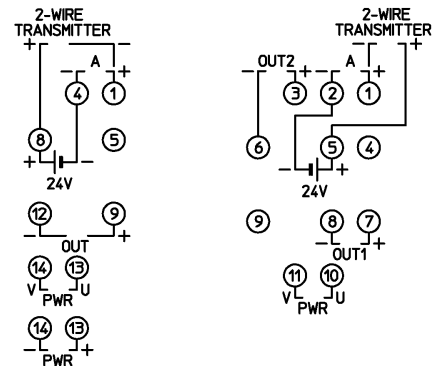 2-WIRE
TRANSMITTER
+ −
A
− +
4 1
8 5
+ −
24V
12 9
− OUT +
14 13
V PWR U
14 13
− PWR +
2-WIRE
TRANSMITTER
− +
OUT2 A
− + − +
3 2 1
6 5 4
− +
24V
9 8 7
− OUT1 +
11 10
V PWR U